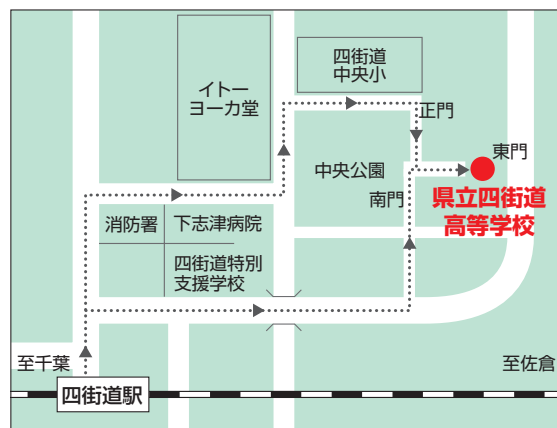 四街道
中央小
イトー
ヨーカ堂
正門
東門
中央公園
南門
県立四街道
高等学校
消防署
下志津病院
四街道特別
支援学校
至千葉
至佐倉
四街道駅